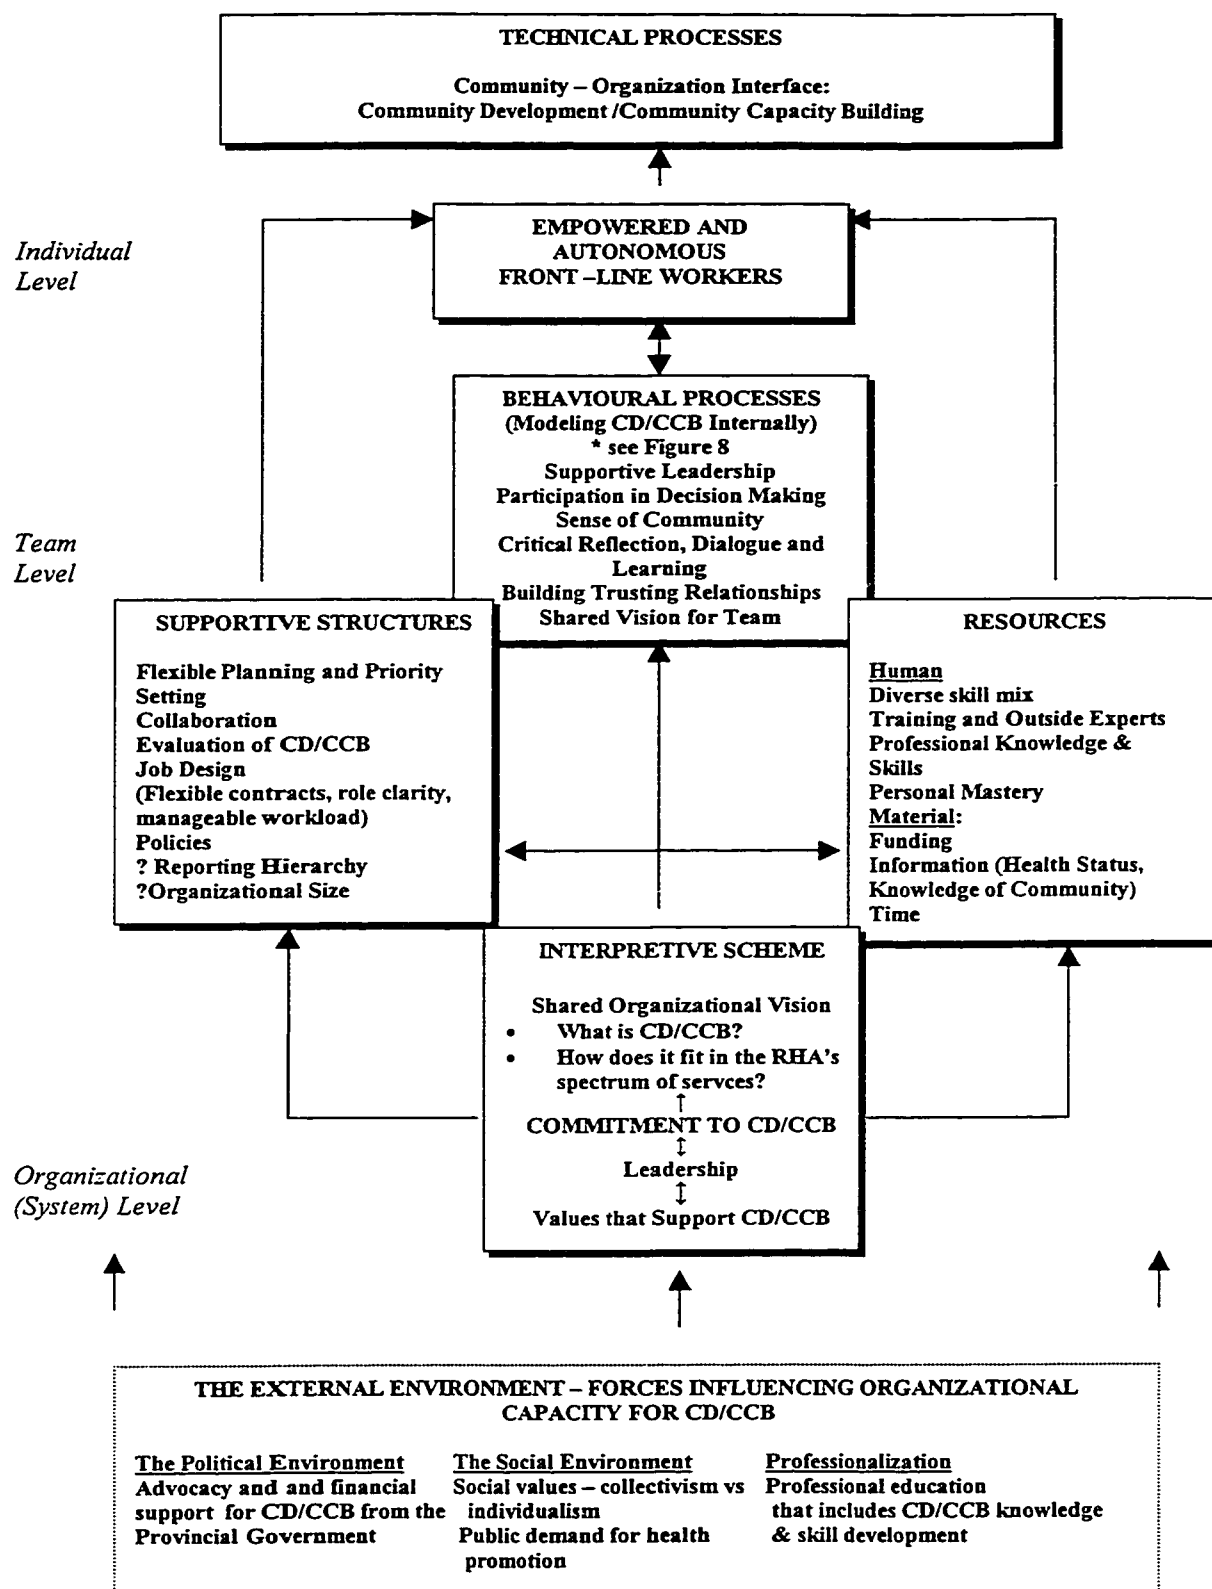 TECHNICAL PROCESSES
Community – Organization Interface:
Community Development /Community Capacity Building
Individual
Level
EMPOWERED AND
AUTONOMOUS
FRONT –LINE WORKERS
BEHAVIOURAL PROCESSES
(Modeling CD/CCB Internally)
* see Figure 8
Supportive Leadership
Participation in Decision Making
Sense of Community
Critical Reflection, Dialogue and
Learning
Building Trusting Relationships
Shared Vision for Team
Team
Level
SUPPORTIVE STRUCTURES
Flexible Planning and Priority
Setting
Collaboration
Evaluation of CD/CCB
Job Design
(Flexible contracts, role clarity,
manageable workload)
Policies
? Reporting Hierarchy
?Organizational Size
RESOURCES
Human
Diverse skill mix
Training and Outside Experts
Professional Knowledge &
Skills
Personal Mastery
Material:
Funding
Information (Health Status,
Knowledge of Community)
Time
INTERPRETIVE SCHEME
Shared Organizational Vision
• What is CD/CCB?
• How does it fit in the RHA's
spectrum of servces?
COMMITMENT TO CD/CCB
Leadership
Values that Support CD/CCB
Organizational
(System) Level
THE EXTERNAL ENVIRONMENT – FORCES INFLUENCING ORGANIZATIONAL
CAPACITY FOR CD/CCB
The Political Environment
Advocacy and and financial
support for CD/CCB from the
Provincial Government
The Social Environment
Social values – collectivism vs
individualism
Public demand for health
promotion
Professionalization
Professional education
that includes CD/CCB knowledge
& skill development